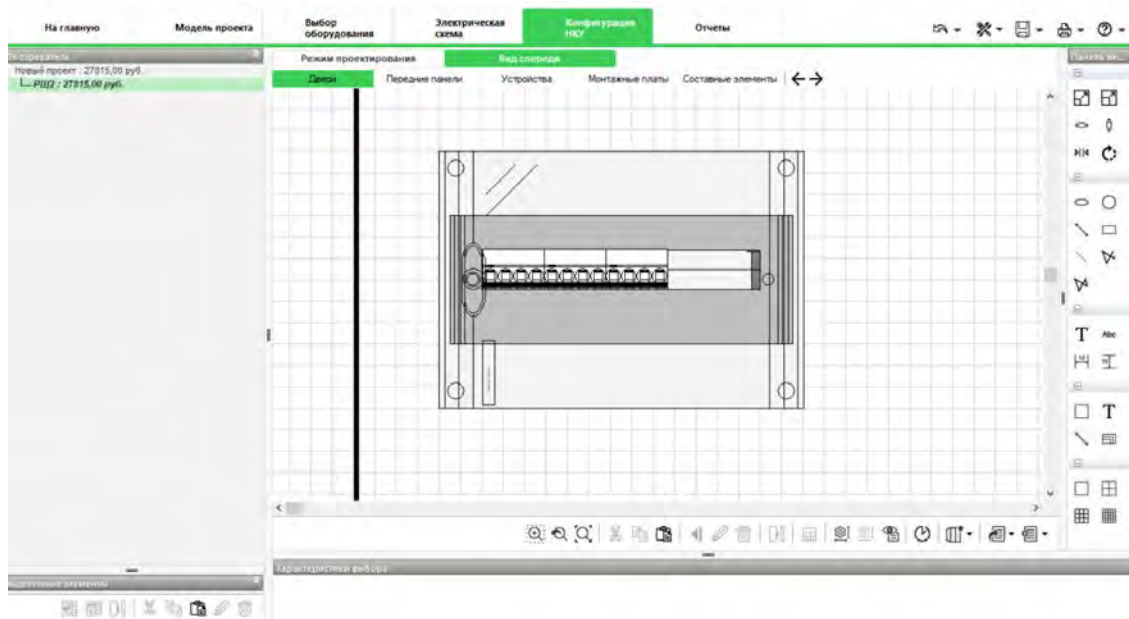 На главную
Модель проекта
Выбор
оборудования
Электрическая
схема
Конфигурация
НКУ
Отчеты
Режим проектирования
Вид спереди
Новый проект : 27815,00 руб.
РЩ2 : 27815,00 руб.
Двери
Передние панели
Устройства
Монтажные платы
Составные элементы
T
Abc
T
Характеристики выбора